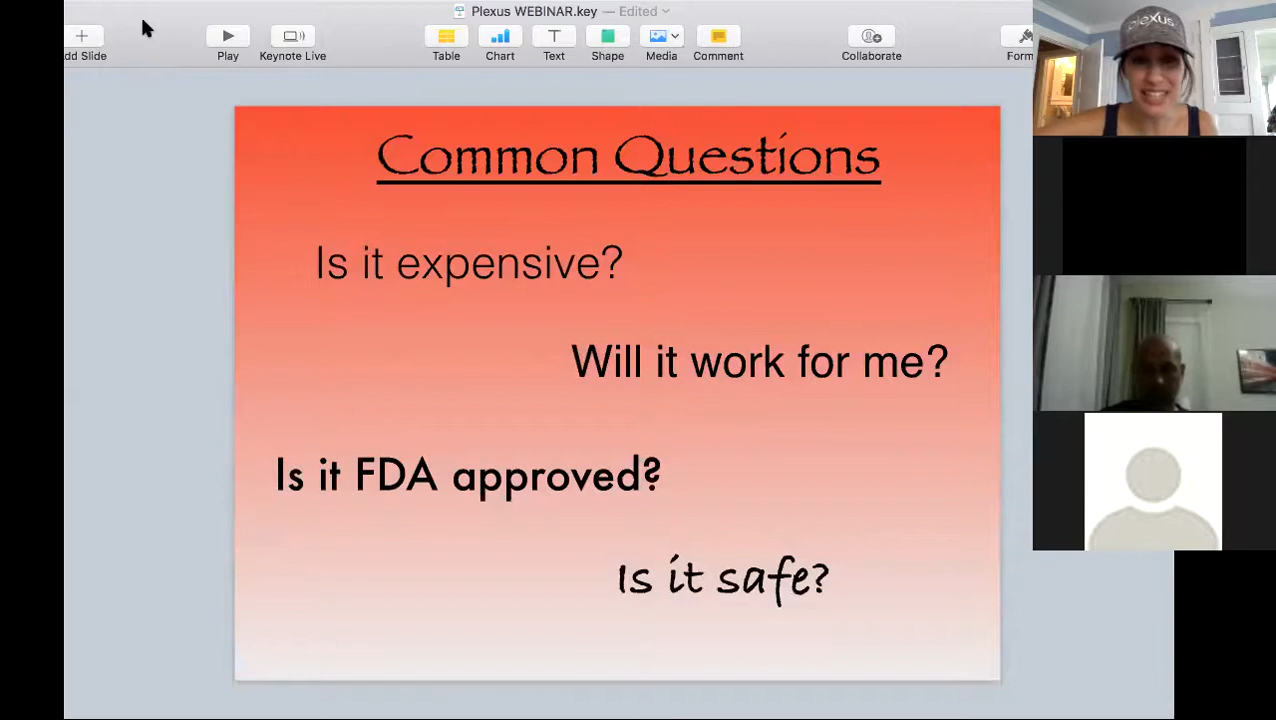 Plexus WEBINAR.key — Edited
dd Slide
Play
Keynote Live
Table
Chart
Text
Shape
Media
Comment
Collaborate
Form
plexus
Common Questions
Is it expensive?
Will it work for me?
Is it FDA approved?
Is it safe?